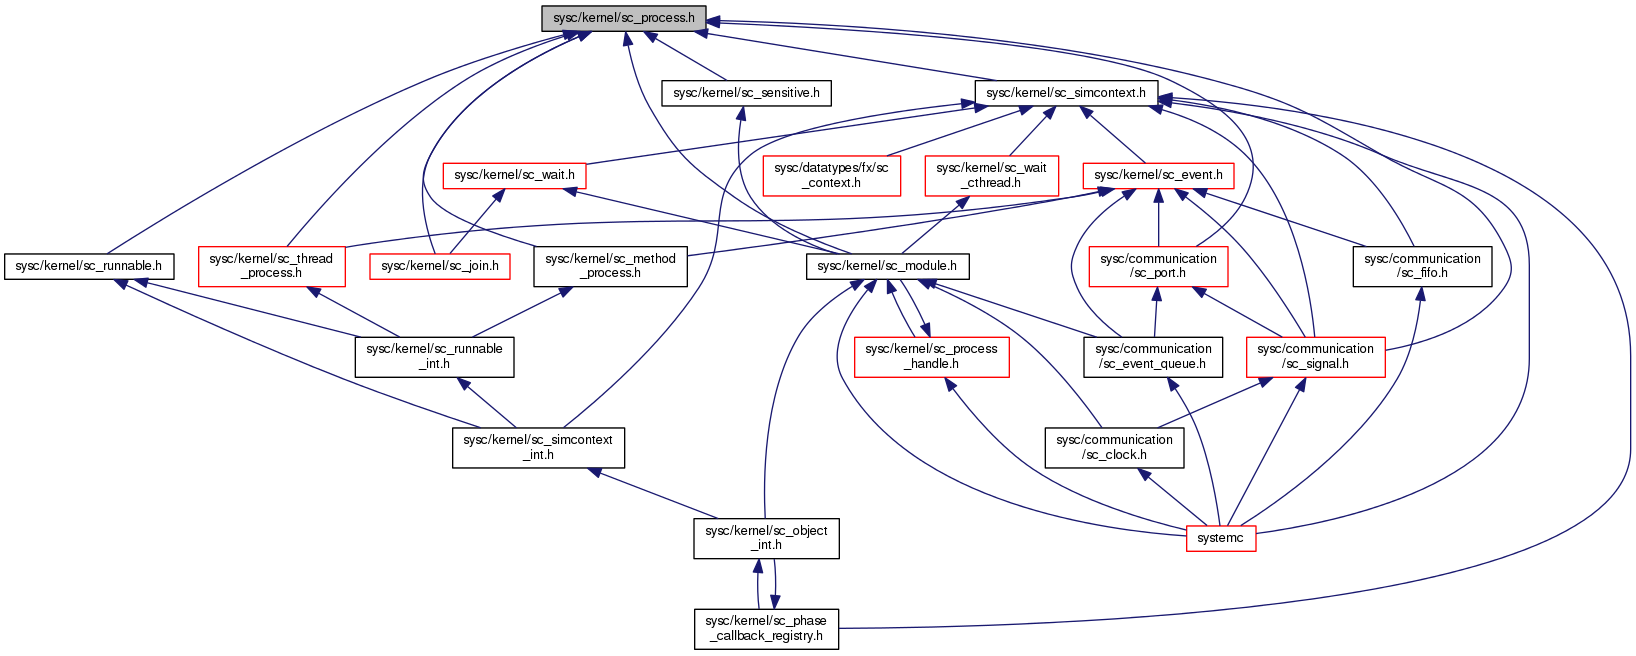 sysc/kernel/sc_process.h
sysc/kernel/sc_sensitive.h
sysc/kernel/sc_simcontext.h
sysc/kernel/sc_wait.h
sysc/datatypes/fx/sc
_context.h
sysc/kernel/sc_wait
_cthread.h
sysc/kernel/sc_event.h
sysc/kernel/sc_runnable.h
sysc/kernel/sc_thread
_process.h
sysc/kernel/sc_join.h
sysc/kernel/sc_method
_process.h
sysc/kernel/sc_module.h
sysc/communication
/sc_port.h
sysc/communication
/sc_fifo.h
sysc/kernel/sc_runnable
_int.h
sysc/kernel/sc_process
_handle.h
sysc/communication
/sc_event_queue.h
sysc/communication
/sc_signal.h
sysc/kernel/sc_simcontext
_int.h
sysc/communication
/sc_clock.h
sysc/kernel/sc_object
_int.h
systemc
sysc/kernel/sc_phase
_callback_registry.h